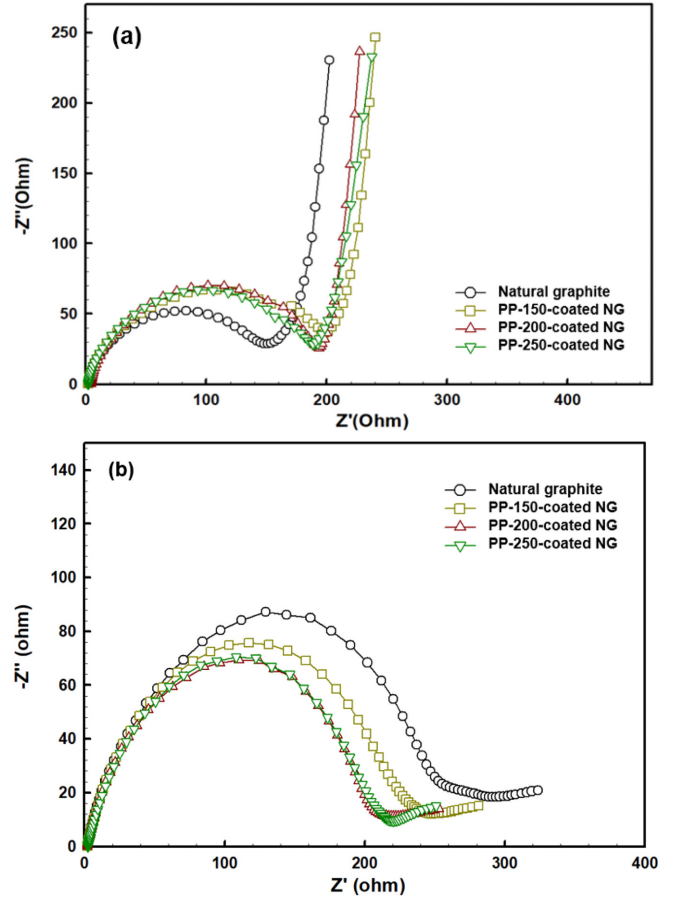 (a)
250
200
150
100
50
0
-Z"(Ohm)
Natural graphite
PP-150-coated NG
PP-200-coated NG
PP-250-coated NG
0 100 200 300 400
Z'(Ohm)
(b)
140
120
100
80
60
40
20
0
-Z" (ohm)
Natural graphite
PP-150-coated NG
PP-200-coated NG
PP-250-coated NG
0 100 200 300 400
Z' (ohm)